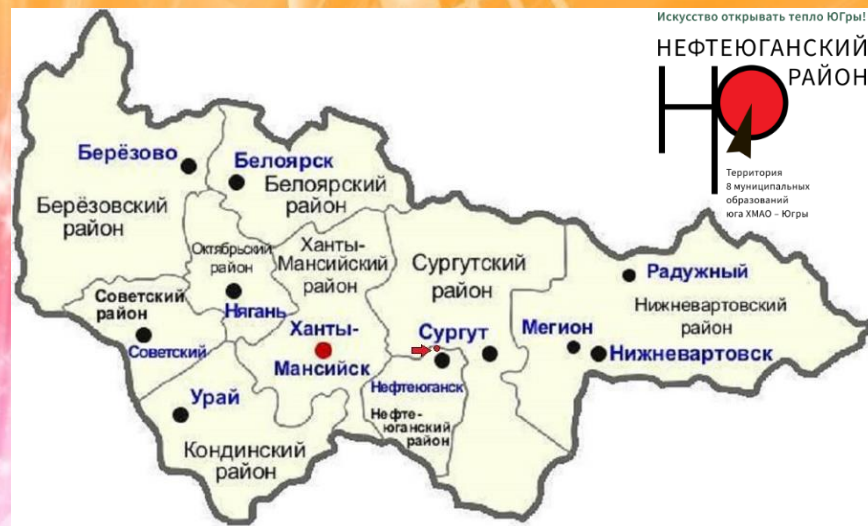 Искусство открывать тепло ЮГры!
НЕФТЕЮГАНСКИЙ
РАЙОН
НЮ
Территория
8 муниципальных
образований
юга ХМАО – Югры
Берёзово
Белоярск
Белоярский
район
Берёзовский
район
Октябрьский
район
Ханты-
Мансийский
район
Сургутский
район
Радужный
Советский
район
Нягань
Нижневартовский
район
Советский
Ханты-
Мансийск
Сургут
Мегион
Нижневартовск
Урай
Нефтеюганск
Нефте-
юганский
район
Кондинский
район